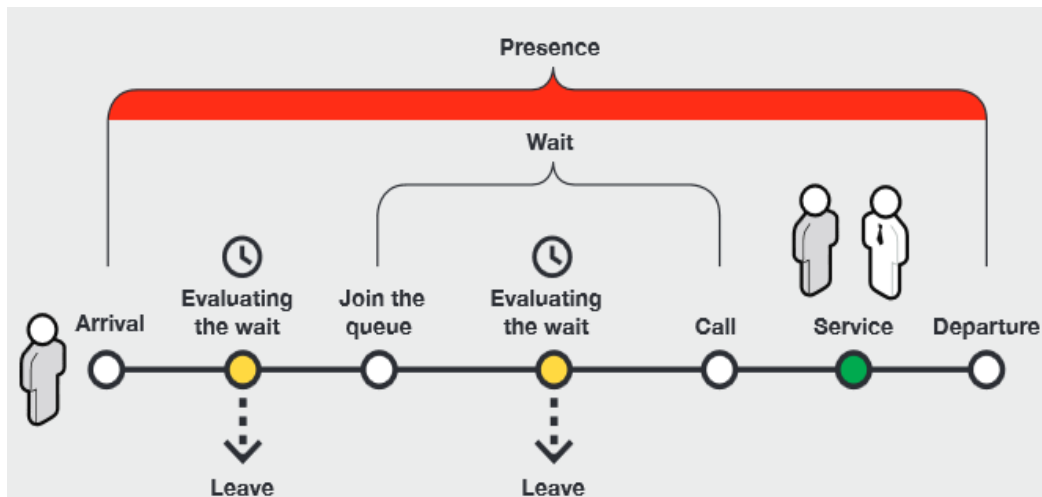 Presence
Wait
Evaluating
the wait
Join the
queue
Evaluating
the wait
Arrival
Call
Service
Departure
Leave
Leave